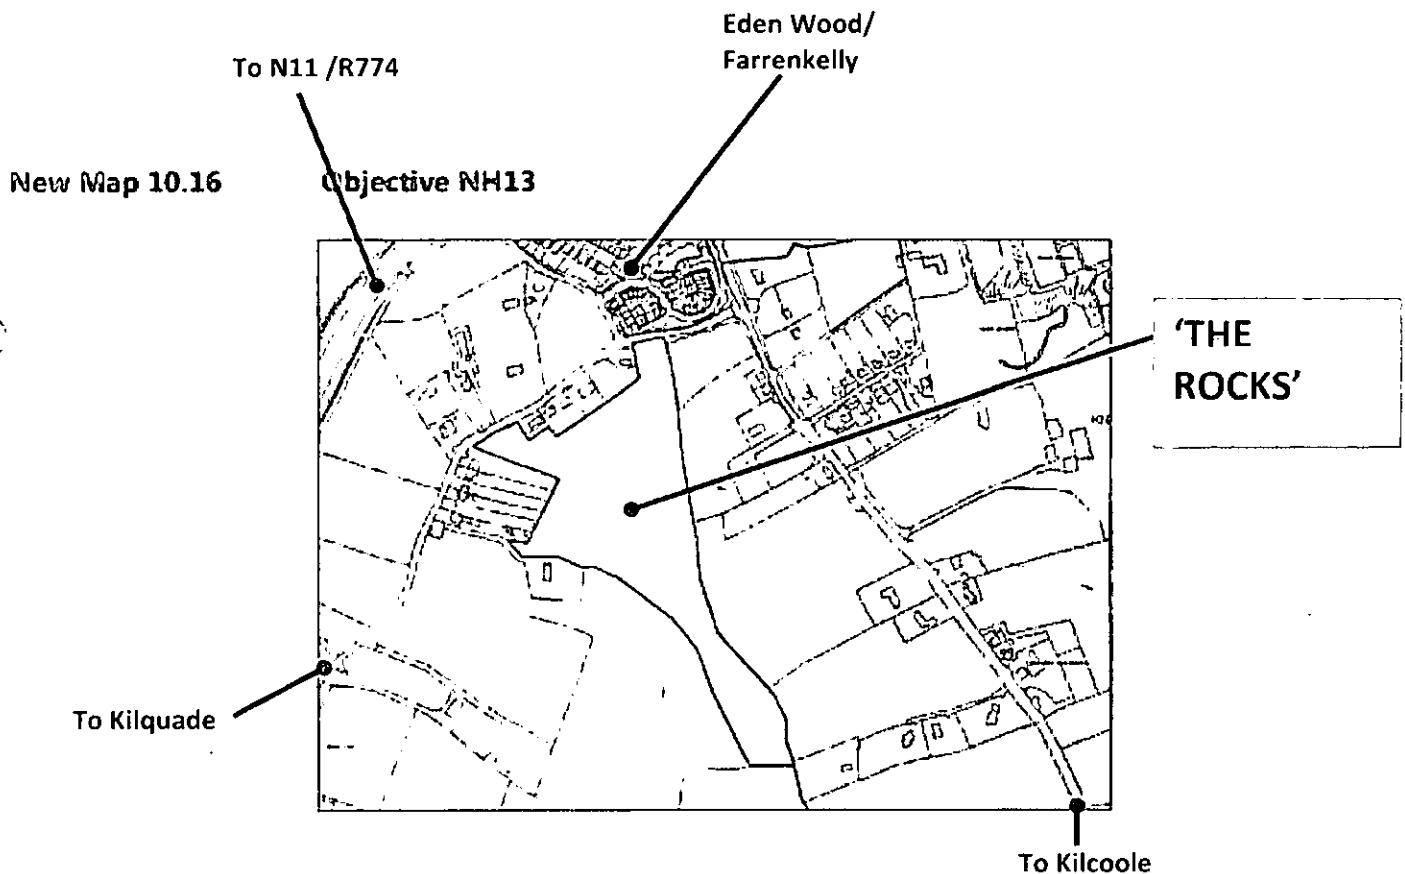 Eden Wood/
Farrenkelly
To N11 /R774
New Map 10.16 Objective NH13
‘THE
ROCKS’
To Kilquade
To Kilcoole